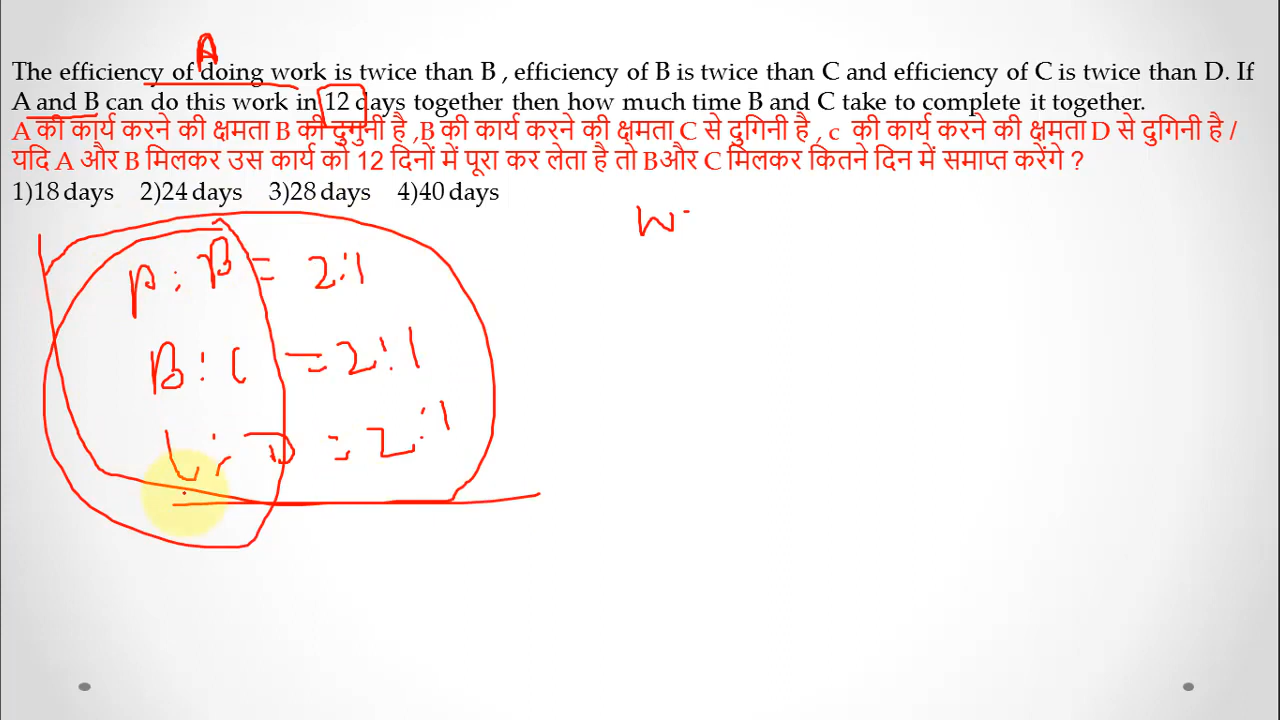 A
The efficiency of doing work is twice than B , efficiency of B is twice than C and efficiency of C is twice than D. If
A and B can do this work in 12 days together then how much time B and C take to complete it together.
A की कार्य करने की क्षमता B की दुगुनी है ,B की कार्य करने की क्षमता C से दुगिनी है , c की कार्य करने की क्षमता D से दुगिनी है /
यदि A और B मिलकर उस कार्य को 12 दिनों में पूरा कर लेता है तो Bऔर C मिलकर कितने दिन में समाप्त करेंगे ?
1)18 days 2)24 days 3)28 days 4)40 days
W
A : B = 2:1
B : C = 2:1
C : D = 2:1